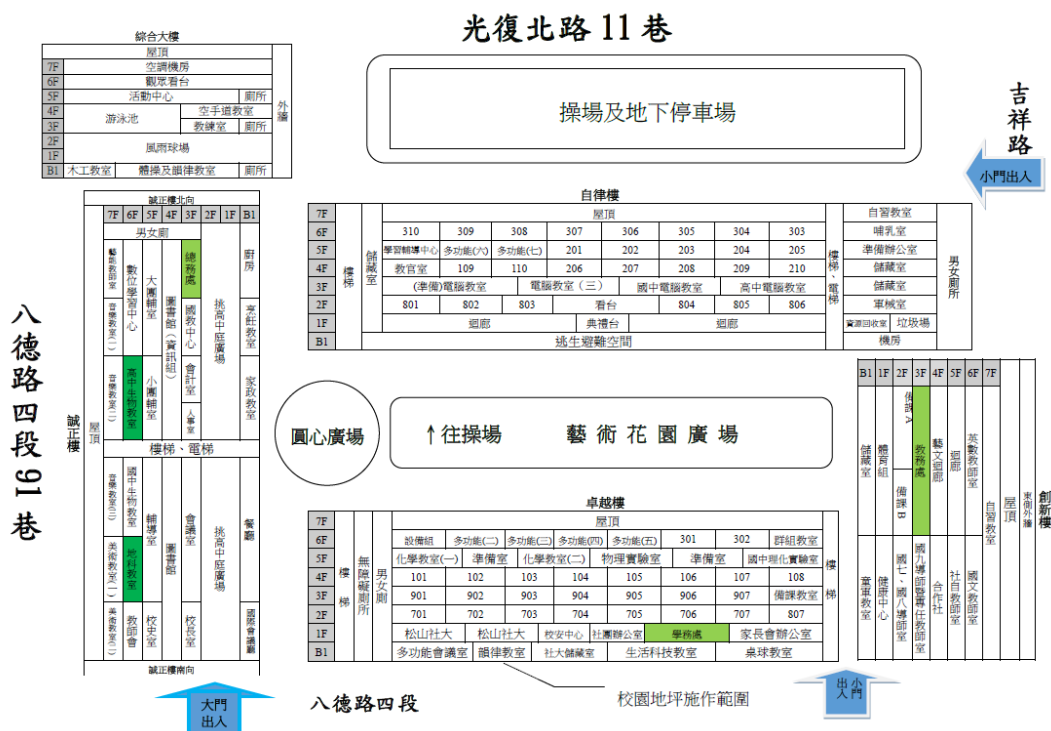 光復北路 11 巷
綜合大樓
屋頂
7F 空調機房
6F 觀眾看台
5F 活動中心 廁所
4F 游泳池 空手道教室
3F 教練室 廁所
2F 風雨球場
1F
B1 木工教室 體操及韻律教室 廁所
外牆
操場及地下停車場
吉祥路
小門出入
自律樓
7F 屋頂 自習教室
6F 310 309 308 307 306 305 304 303 哺乳室
5F 學習輔導中心 多功能(六) 多功能(七) 201 202 203 204 205 準備辦公室
4F 教官室 109 110 206 207 208 209 210 儲藏室
3F (準備)電腦教室 電腦教室（三） 國中電腦教室 高中電腦教室 儲藏室
2F 801 802 803 看台 804 805 806 軍械室
1F 迴廊 典禮台 迴廊 資源回收室 垃圾場
B1 逃生避難空間 機房
樓梯
儲藏室
樓梯、電梯
男女廁所
八德路四段 91 巷
誠正樓
誠正樓北向
7F 6F 5F 4F 3F 2F 1F B1
屋頂
男女廁
藝能教師室
音樂教室(一)
音樂教室(二)
數位學習中心
高中生物教室
大團輔室
小團輔室
圖書館(資訊組)
總務處
國教中心
會計室
人事室
挑高中庭廣場
廚房
烹飪教室
家政教室
樓梯、電梯
音樂教室(三)
美術教室(一)
美術教室(二)
國中生物教室
地科教室
教師會
輔導室
校史室
圖書館
會議室
校長室
挑高中庭廣場
餐廳
國際會議廳
誠正樓南向
大門出入
圓心廣場
↑往操場 藝術花園廣場
卓越樓
7F 屋頂
6F 設備組 多功能(二) 多功能(三) 多功能(四) 多功能(五) 301 302 群組教室
5F 化學教室(一) 準備室 化學教室(二) 物理實驗室 準備室 國中理化實驗室
4F 101 102 103 104 105 106 107 108
3F 901 902 903 904 905 906 907 備課教室
2F 701 702 703 704 705 706 707 807
1F 松山社大 松山社大 校安中心 社團辦公室 學務處 家長會辦公室
B1 多功能會議室 韻律教室 社大儲藏室 生活科技教室 桌球教室
樓梯
無障礙廁所
男女廁
樓梯
八德路四段
校園地坪施作範圍
小門出入
創新樓
B1 1F 2F 3F 4F 5F 6F 7F
儲藏室
童軍教室
體育組
健康中心
備課A
備課B
國七、國八導師室
教務處
國九導師暨專任教師室
藝文迴廊
合作社
迴廊
社自教師室
英數教師室
國文教師室
自習教室
屋頂
東側外牆